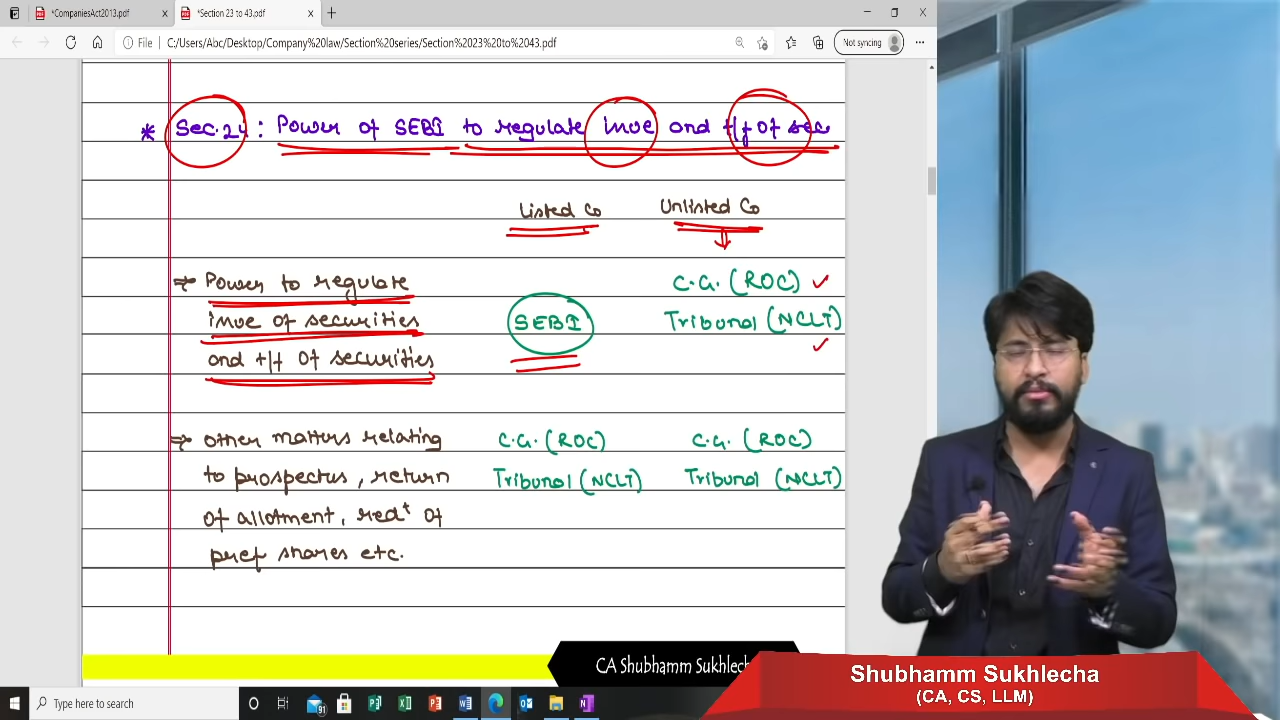 *CompaniesAct2013.pdf
*Section 23 to 43.pdf
File C:/Users/Abc/Desktop/Company%20law/Section%20series/Section%2023%20to%2043.pdf
Not syncing
* Sec. 24 : Power of SEBI to regulate and t/f of sec
Listed Co Unlisted Co
⇒ Power to regulate C.G. (ROC) ✓
of securities SEBI Tribunal (NCLT)
and t/f of securities ✓
⇒ other matters relating C.G. (ROC) C.G. (ROC)
to prospectus, return Tribunal (NCLT) Tribunal (NCLT)
of allotment, redⁿ of
pref shares etc.
CA Shubhamm Sukhlech
Shubhamm Sukhlecha
(CA, CS, LLM)
Type here to search
91